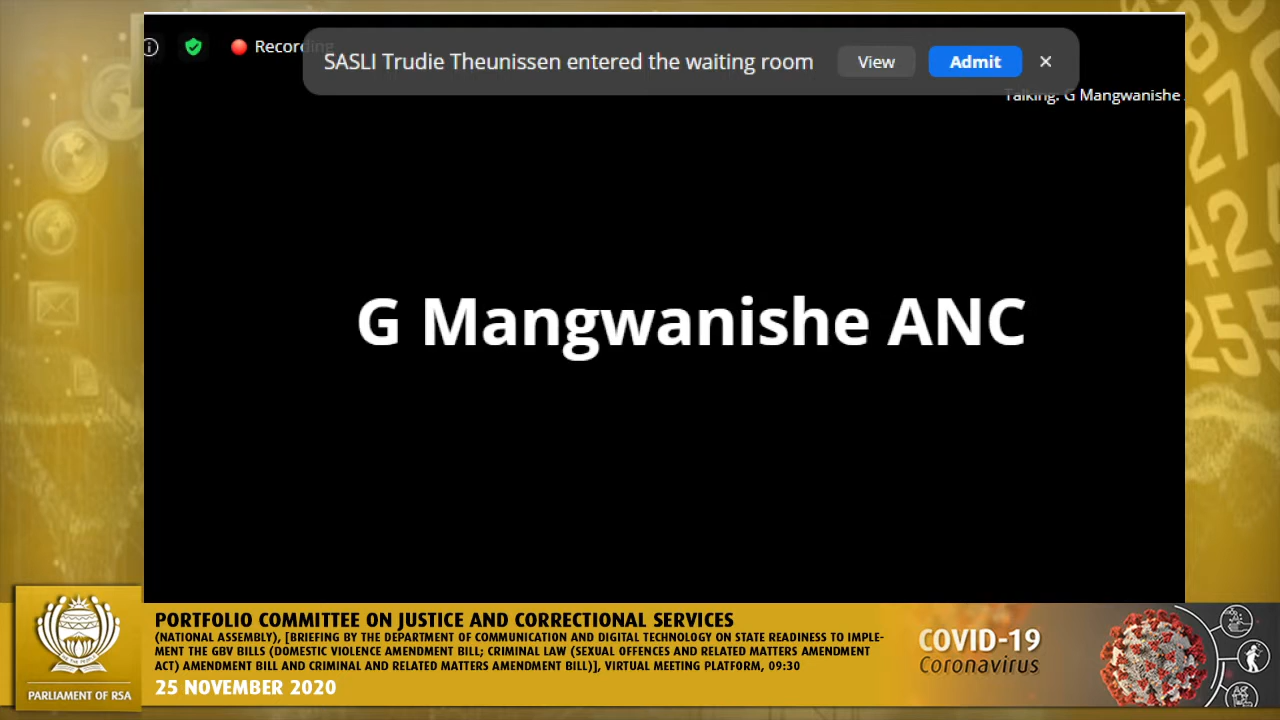 Recording
SASLI Trudie Theunissen entered the waiting room View Admit
Talking: G Mangwanishe
G Mangwanishe ANC
PORTFOLIO COMMITTEE ON JUSTICE AND CORRECTIONAL SERVICES
(NATIONAL ASSEMBLY), [BRIEFING BY THE DEPARTMENT OF COMMUNICATION AND DIGITAL TECHNOLOGY ON STATE READINESS TO IMPLE-
MENT THE GBV BILLS (DOMESTIC VIOLENCE AMENDMENT BILL; CRIMINAL LAW (SEXUAL OFFENCES AND RELATED MATTERS AMENDMENT
ACT) AMENDMENT BILL AND CRIMINAL AND RELATED MATTERS AMENDMENT BILL)], VIRTUAL MEETING PLATFORM, 09:30
25 NOVEMBER 2020
PARLIAMENT OF RSA
COVID-19
Coronavirus
27
42
255